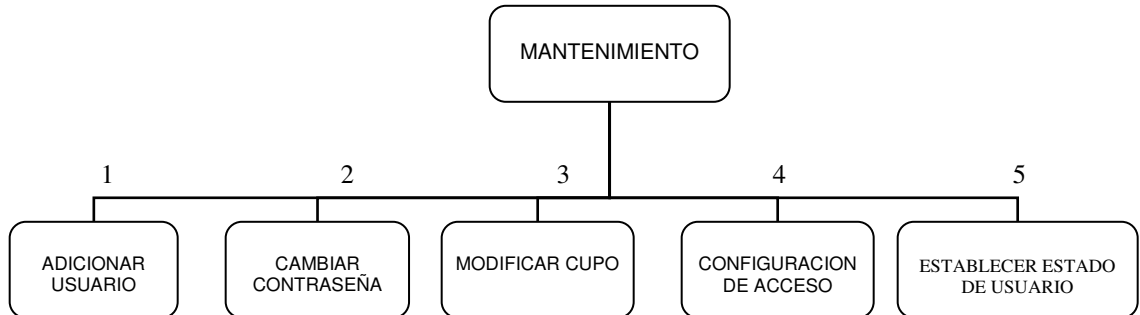 MANTENIMIENTO
1 2 3 4 5
ADICIONAR
USUARIO
CAMBIAR
CONTRASEÑA
MODIFICAR CUPO
CONFIGURACION
DE ACCESO
ESTABLECER ESTADO
DE USUARIO